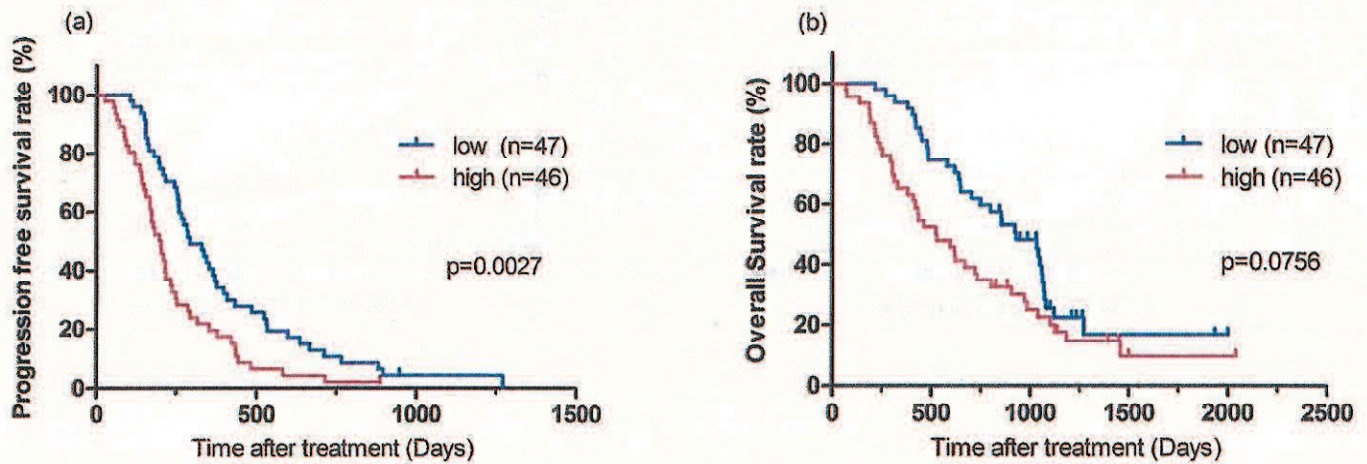 (a)
Progression free survival rate (%)
100
80
60
40
20
0
low (n=47)
high (n=46)
p=0.0027
0
500
1000
1500
Time after treatment (Days)
(b)
Overall Survival rate (%)
100
80
60
40
20
0
low (n=47)
high (n=46)
p=0.0756
0
500
1000
1500
2000
2500
Time after treatment (Days)